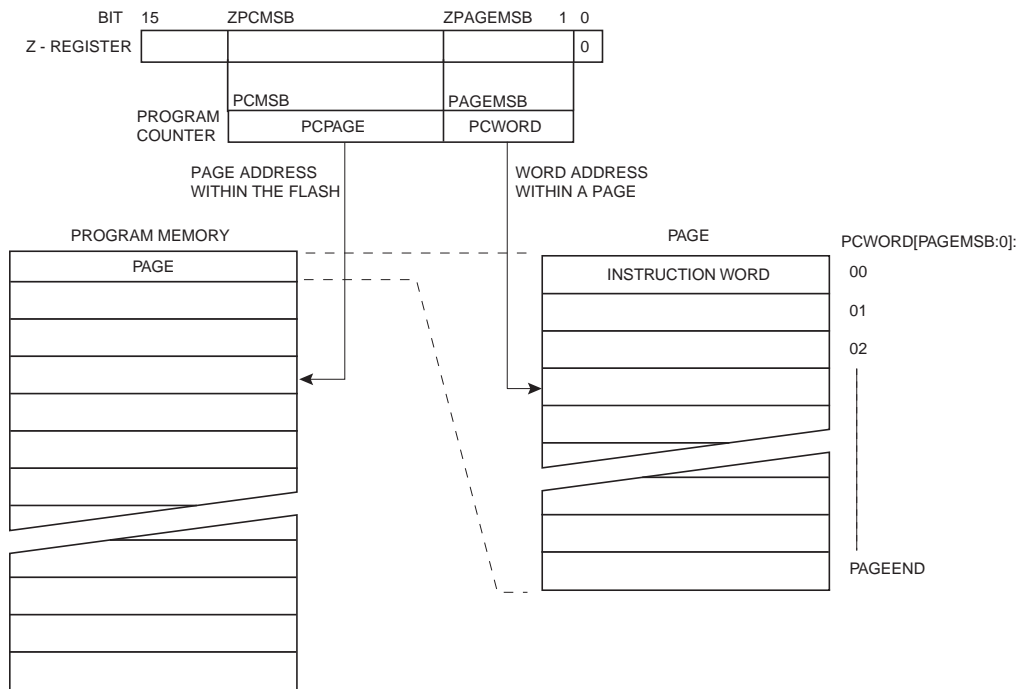 BIT 15 ZPCMSB ZPAGEMSB 1 0
Z - REGISTER 0
PCMSB PAGEMSB
PROGRAM
COUNTER
PCPAGE PCWORD
PAGE ADDRESS
WITHIN THE FLASH
WORD ADDRESS
WITHIN A PAGE
PROGRAM MEMORY
PAGE
PAGE
PCWORD[PAGEMSB:0]:
INSTRUCTION WORD 00
01
02
PAGEEND